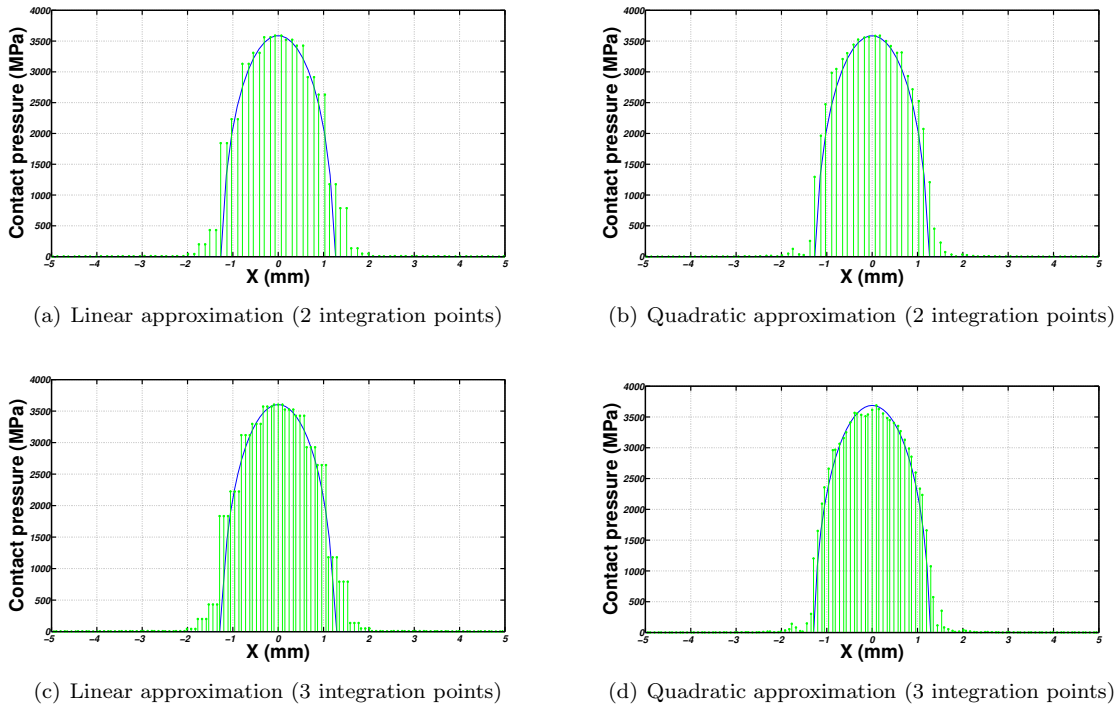 4000
3500
3000
2500
2000
1500
1000
500
0
Contact pressure (MPa)
−5 −4 −3 −2 −1 0 1 2 3 4 5
X (mm)
(a) Linear approximation (2 integration points)
4000
3500
3000
2500
2000
1500
1000
500
0
Contact pressure (MPa)
−5 −4 −3 −2 −1 0 1 2 3 4 5
X (mm)
(b) Quadratic approximation (2 integration points)
4000
3500
3000
2500
2000
1500
1000
500
0
Contact pressure (MPa)
−5 −4 −3 −2 −1 0 1 2 3 4 5
X (mm)
(c) Linear approximation (3 integration points)
4000
3500
3000
2500
2000
1500
1000
500
0
Contact pressure (MPa)
−5 −4 −3 −2 −1 0 1 2 3 4 5
X (mm)
(d) Quadratic approximation (3 integration points)